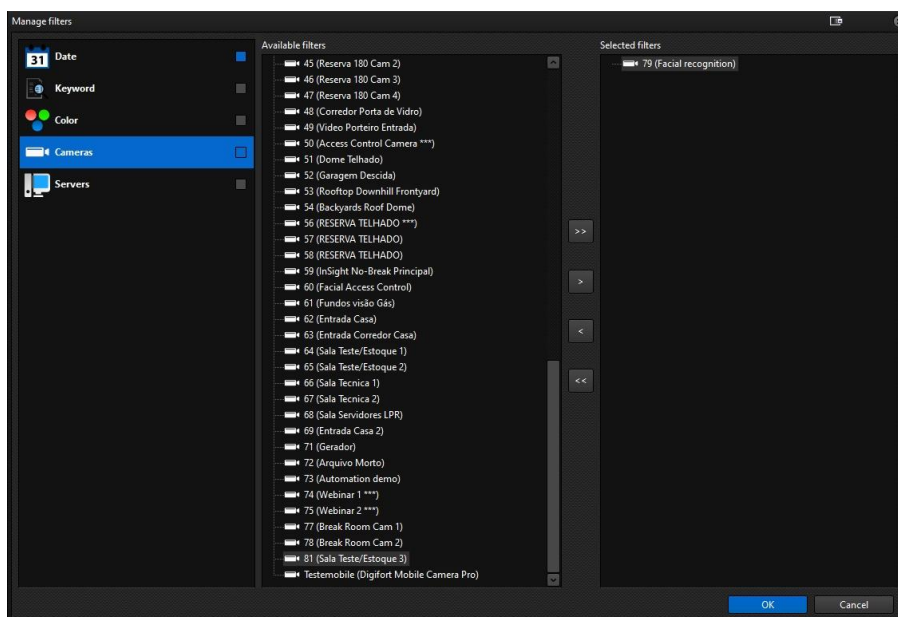 Manage filters
31 Date
Keyword
Color
Cameras
Servers
Available filters
45 (Reserva 180 Cam 2)
46 (Reserva 180 Cam 3)
47 (Reserva 180 Cam 4)
48 (Corredor Porta de Vidro)
49 (Video Porteiro Entrada)
50 (Access Control Camera ***)
51 (Dome Telhado)
52 (Garagem Descida)
53 (Rooftop Downhill Frontyard)
54 (Backyards Roof Dome)
56 (RESERVA TELHADO ***)
57 (RESERVA TELHADO)
58 (RESERVA TELHADO)
59 (InSight No-Break Principal)
60 (Facial Access Control)
61 (Fundos visão Gás)
62 (Entrada Casa)
63 (Entrada Corredor Casa)
64 (Sala Teste/Estoque 1)
65 (Sala Teste/Estoque 2)
66 (Sala Tecnica 1)
67 (Sala Tecnica 2)
68 (Sala Servidores LPR)
69 (Entrada Casa 2)
71 (Gerador)
72 (Arquivo Morto)
73 (Automation demo)
74 (Webinar 1 ***)
75 (Webinar 2 ***)
77 (Break Room Cam 1)
78 (Break Room Cam 2)
81 (Sala Teste/Estoque 3)
Testemobile (Digifort Mobile Camera Pro)
>>
>
<
<<
Selected filters
79 (Facial recognition)
OK
Cancel